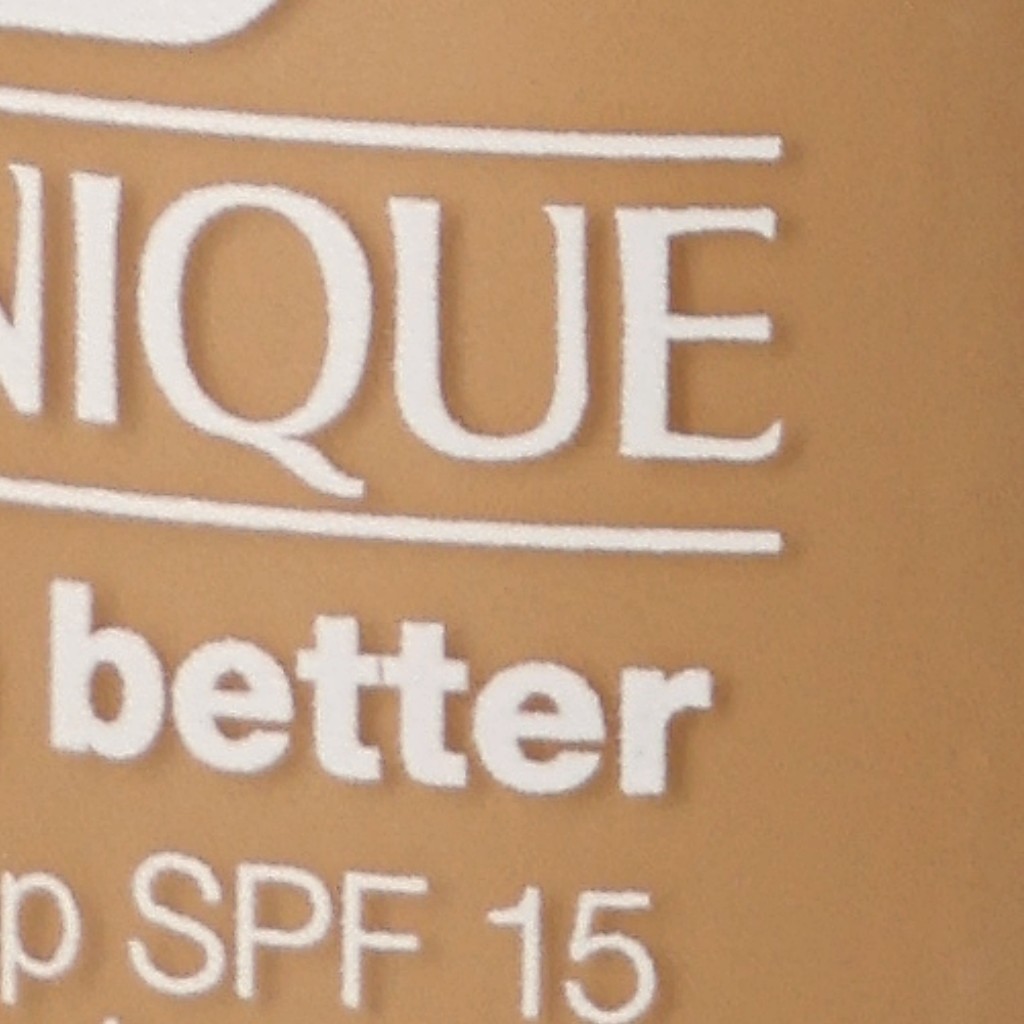 NIQUE
better
p SPF 15